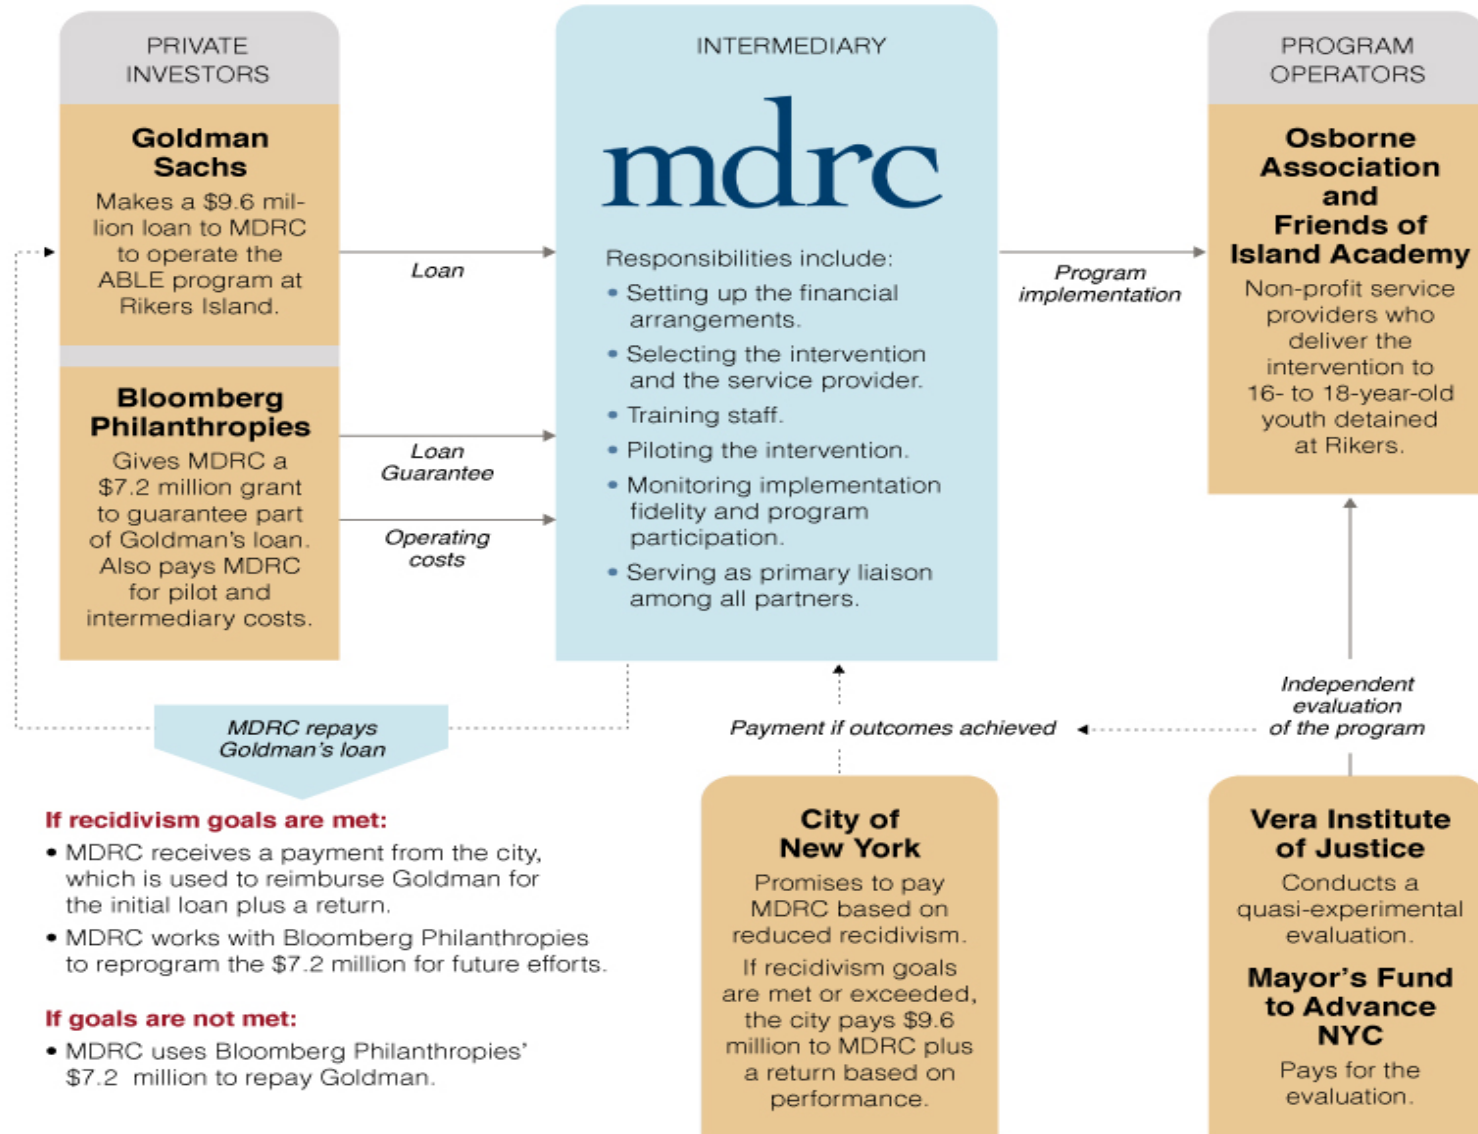 PRIVATE
INVESTORS
Goldman
Sachs
Makes a $9.6 mil-
lion loan to MDRC
to operate the
ABLE program at
Rikers Island.
Bloomberg
Philanthropies
Gives MDRC a
$7.2 million grant
to guarantee part
of Goldman's loan.
Also pays MDRC
for pilot and
intermediary costs.
Loan
Loan
Guarantee
Operating
costs
INTERMEDIARY
mdrc
Responsibilities include:
• Setting up the financial
arrangements.
• Selecting the intervention
and the service provider.
• Training staff.
• Piloting the intervention.
• Monitoring implementation
fidelity and program
participation.
• Serving as primary liaison
among all partners.
Program
implementation
PROGRAM
OPERATORS
Osborne
Association
and
Friends of
Island Academy
Non-profit service
providers who
deliver the
intervention to
16- to 18-year-old
youth detained
at Rikers.
MDRC repays
Goldman's loan
Payment if outcomes achieved
Independent
evaluation
of the program
If recidivism goals are met:
• MDRC receives a payment from the city,
which is used to reimburse Goldman for
the initial loan plus a return.
• MDRC works with Bloomberg Philanthropies
to reprogram the $7.2 million for future efforts.
If goals are not met:
• MDRC uses Bloomberg Philanthropies'
$7.2 million to repay Goldman.
City of
New York
Promises to pay
MDRC based on
reduced recidivism.
If recidivism goals
are met or exceeded,
the city pays $9.6
million to MDRC plus
a return based on
performance.
Vera Institute
of Justice
Conducts a
quasi-experimental
evaluation.
Mayor's Fund
to Advance
NYC
Pays for the
evaluation.